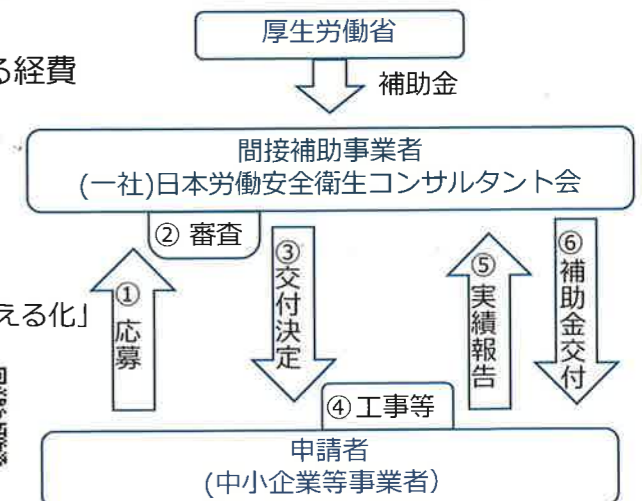 厚生労働省
る経費
補助金
間接補助事業者
(一社)日本労働安全衛生コンサルタント会
② 審査
①応募
③交付決定
⑤実績報告
⑥補助金交付
える化」
④工事等
申請者
(中小企業等事業者）